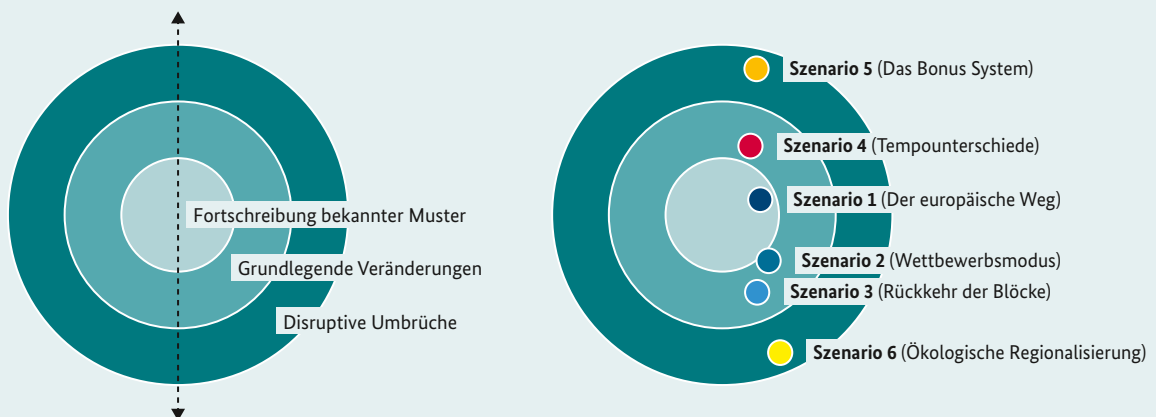 Fortschreibung bekannter Muster
Grundlegende Veränderungen
Disruptive Umbrüche
Szenario 5 (Das Bonus System)
Szenario 4 (Tempounterschiede)
Szenario 1 (Der europäische Weg)
Szenario 2 (Wettbewerbsmodus)
Szenario 3 (Rückkehr der Blöcke)
Szenario 6 (Ökologische Regionalisierung)